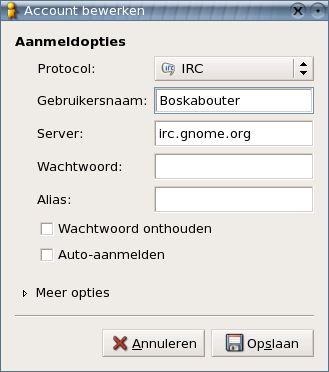 Account bewerken
Aanmeldopties
Protocol: IRC
Gebruikersnaam: Boskabouter
Server: irc.gnome.org
Wachtwoord:
Alias:
Wachtwoord onthouden
Auto-aanmelden
Meer opties
Annuleren Opslaan